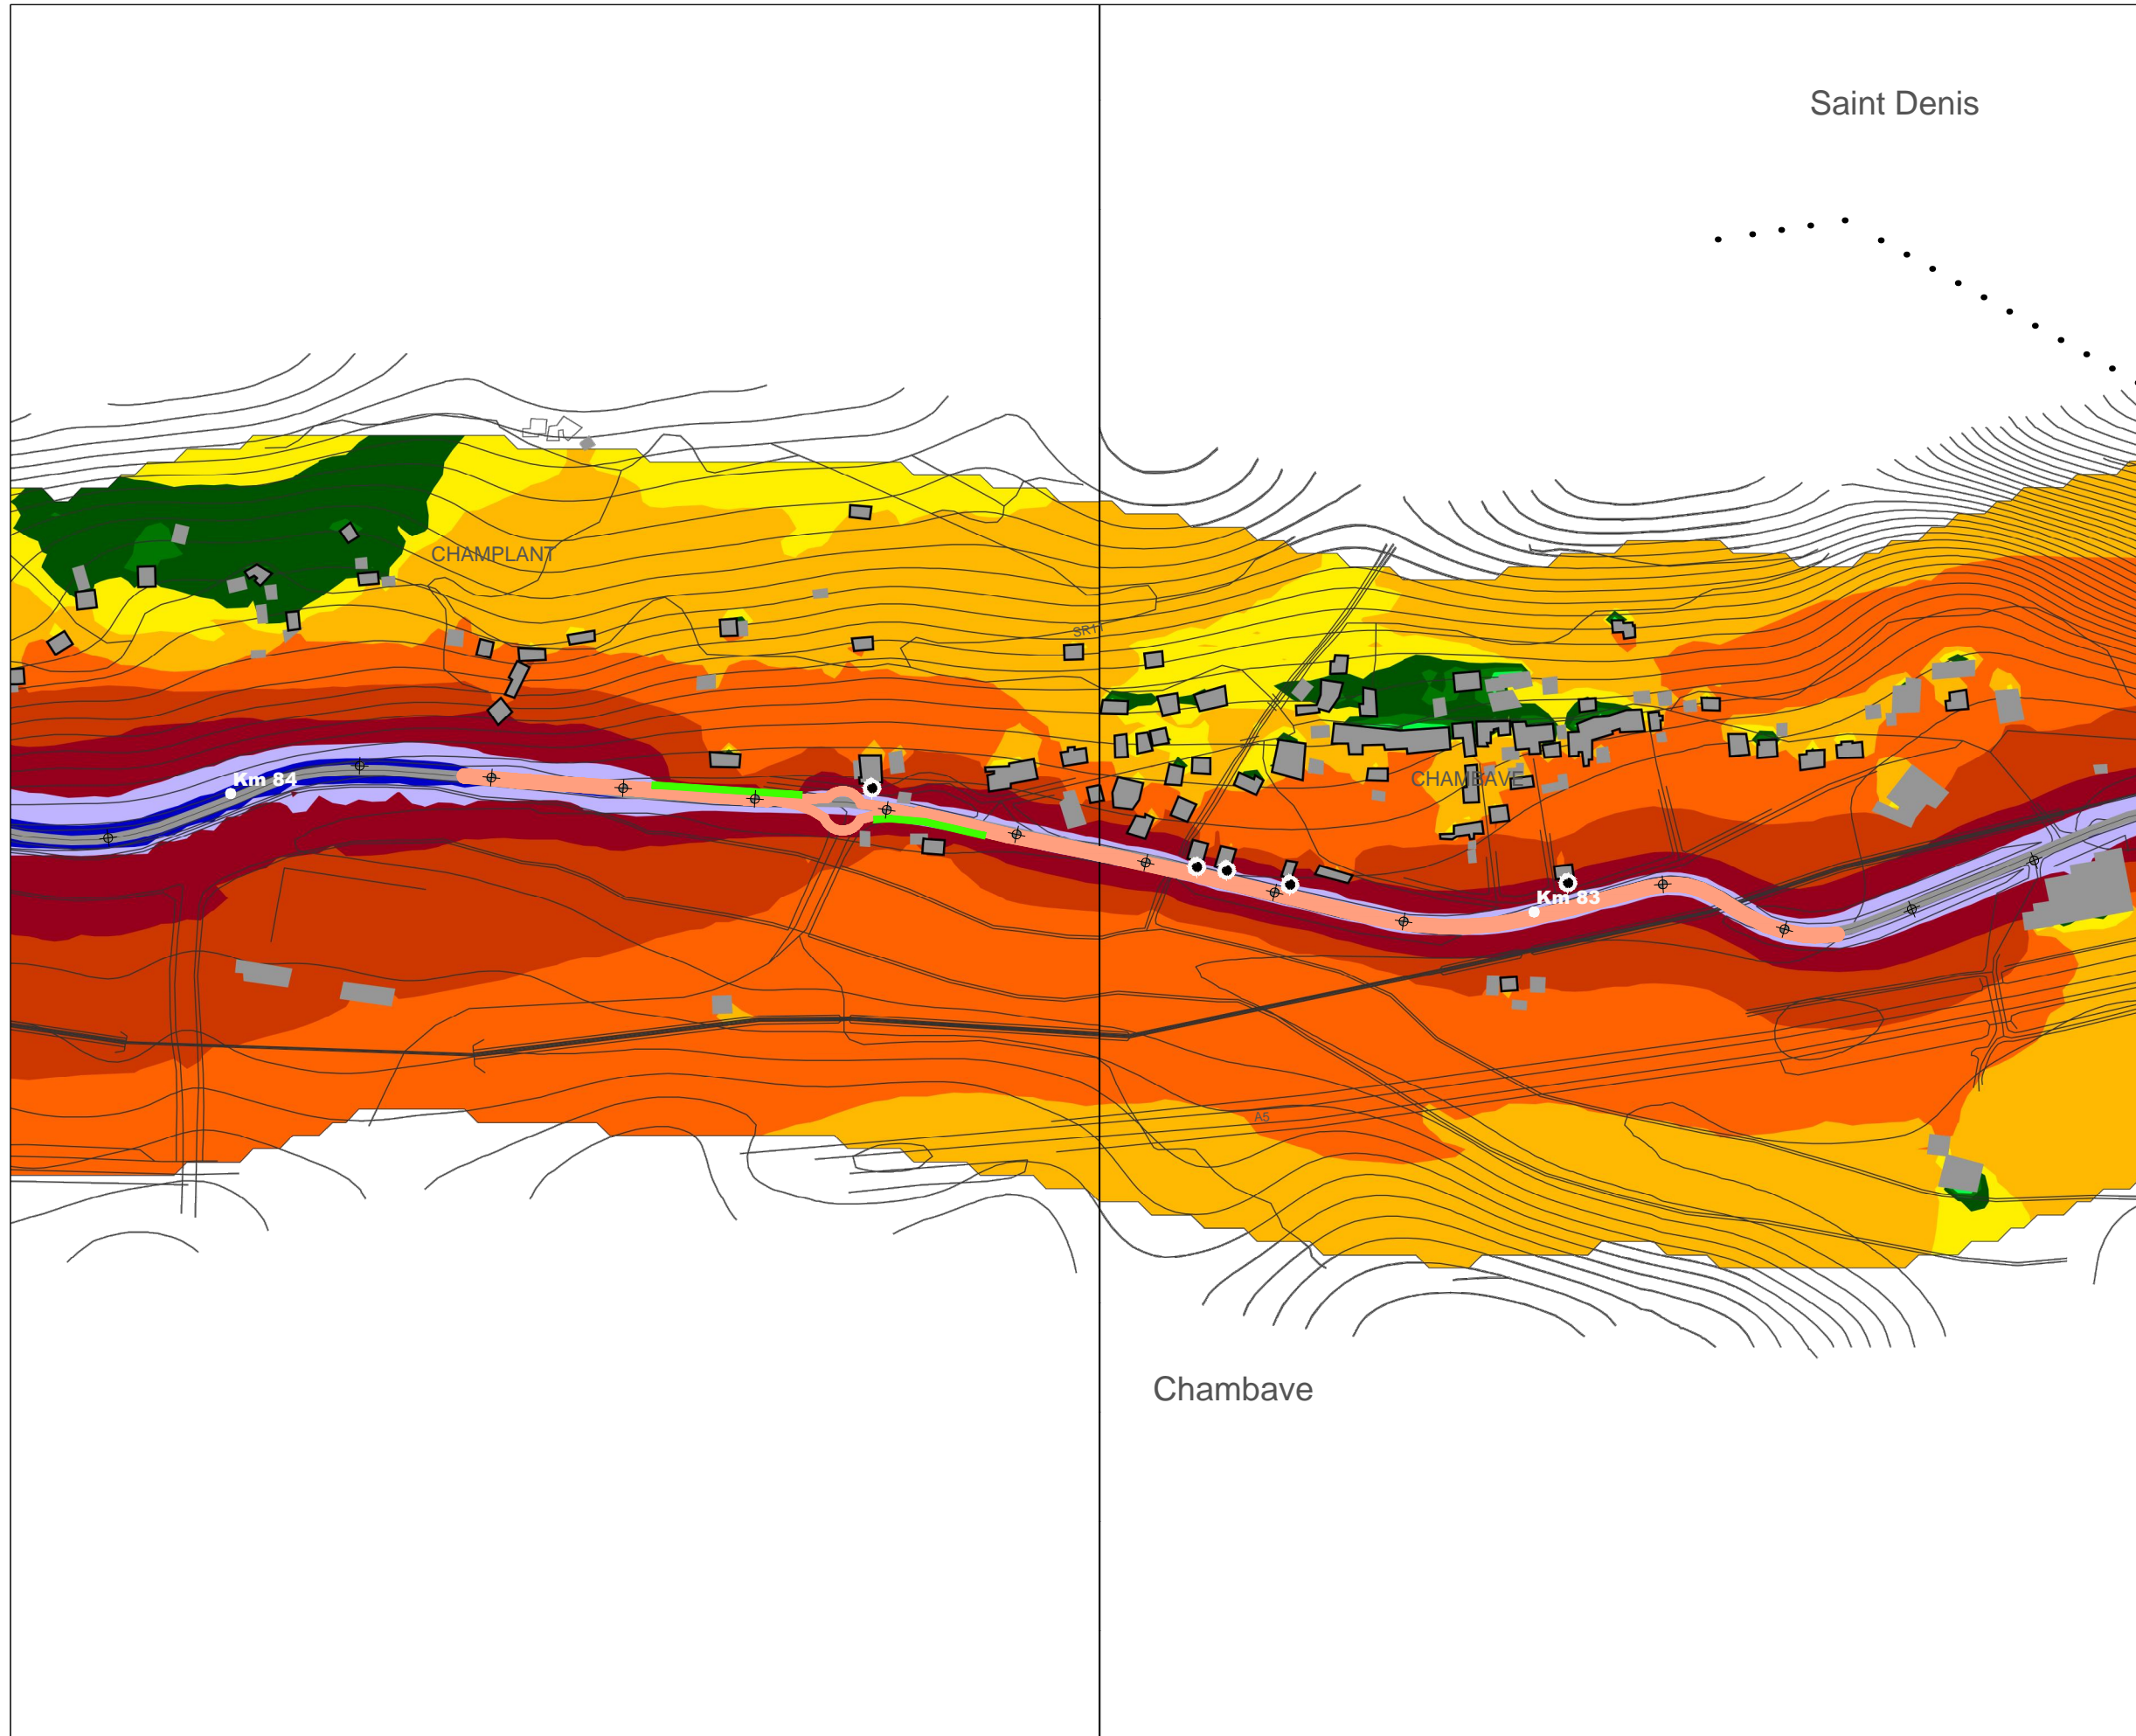 Saint Denis
CHAMPLANT
SR11
Km 84
CHAMBAVE
Km 83
A5
Chambave